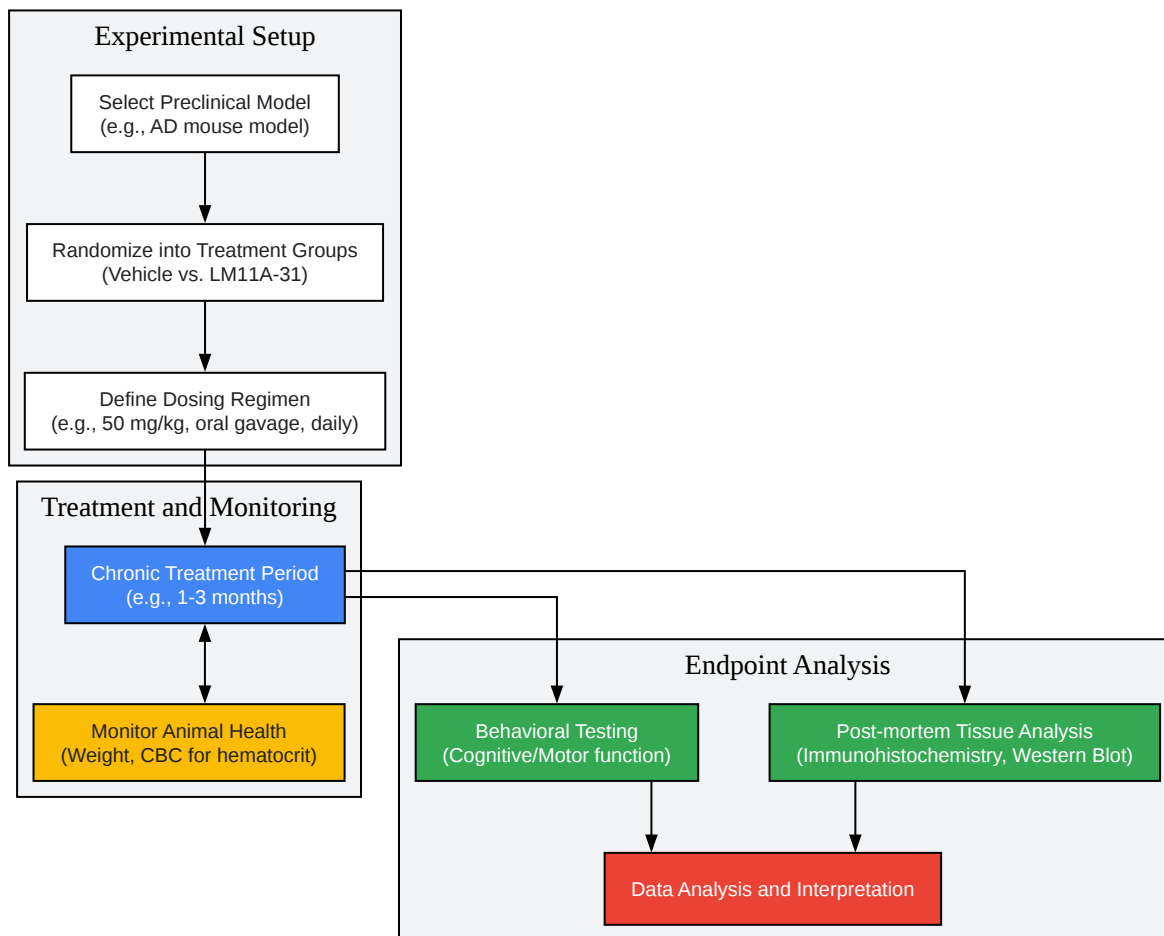 Experimental Setup
Select Preclinical Model
(e.g., AD mouse model)
Randomize into Treatment Groups
(Vehicle vs. LM11A-31)
Define Dosing Regimen
(e.g., 50 mg/kg, oral gavage, daily)
Treatment and Monitoring
Chronic Treatment Period
(e.g., 1-3 months)
Monitor Animal Health
(Weight, CBC for hematocrit)
Endpoint Analysis
Behavioral Testing
(Cognitive/Motor function)
Post-mortem Tissue Analysis
(Immunohistochemistry, Western Blot)
Data Analysis and Interpretation